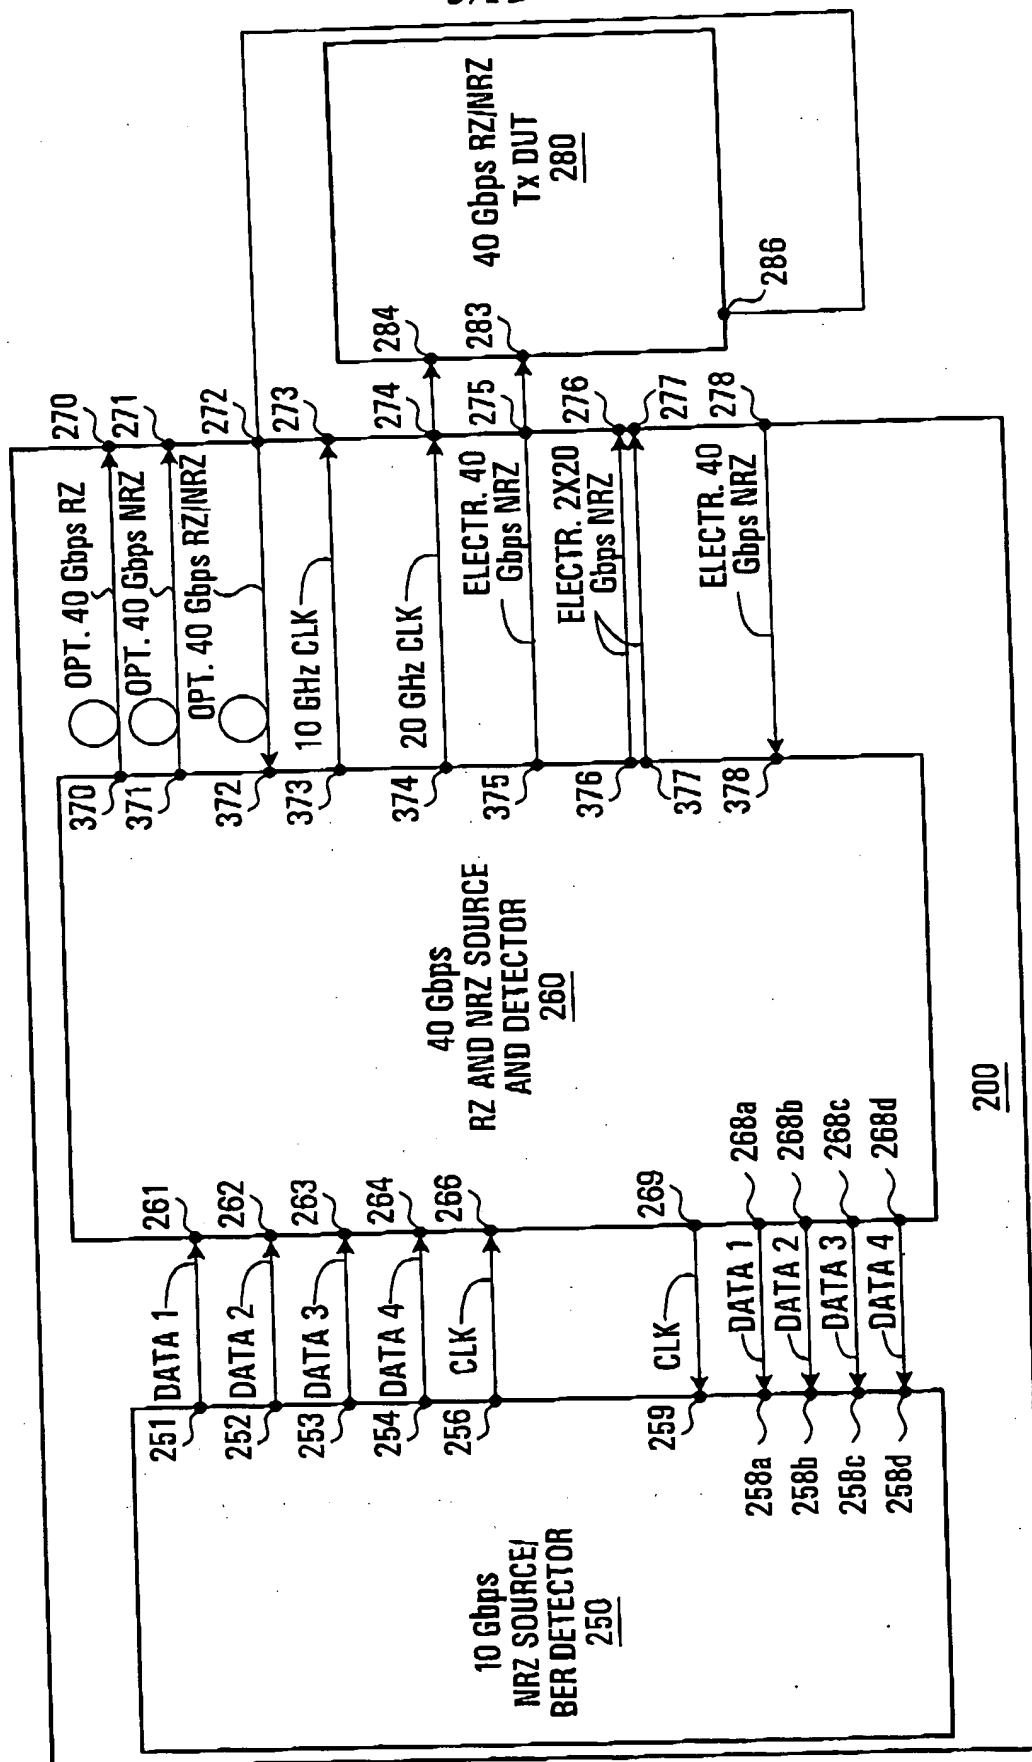 10 Gbps
NRZ SOURCE/
BER DETECTOR
250
251
252
253
254
256
259
258a
258b
258c
258d
DATA 1
DATA 2
DATA 3
DATA 4
CLK
CLK
DATA 1
DATA 2
DATA 3
DATA 4
261
262
263
264
266
269
268a
268b
268c
268d
40 Gbps
RZ AND NRZ SOURCE
AND DETECTOR
260
200
370
371
372
373
374
375
376
377
378
OPT. 40 Gbps RZ
OPT. 40 Gbps NRZ
OPT. 40 Gbps RZ/NRZ
10 GHz CLK
20 GHz CLK
ELECTR. 40
Gbps NRZ
ELECTR. 2X20
Gbps NRZ
ELECTR. 40
Gbps NRZ
270
271
272
273
274
275
276
277
278
284
283
286
40 Gbps RZ/NRZ
Tx DUT
280